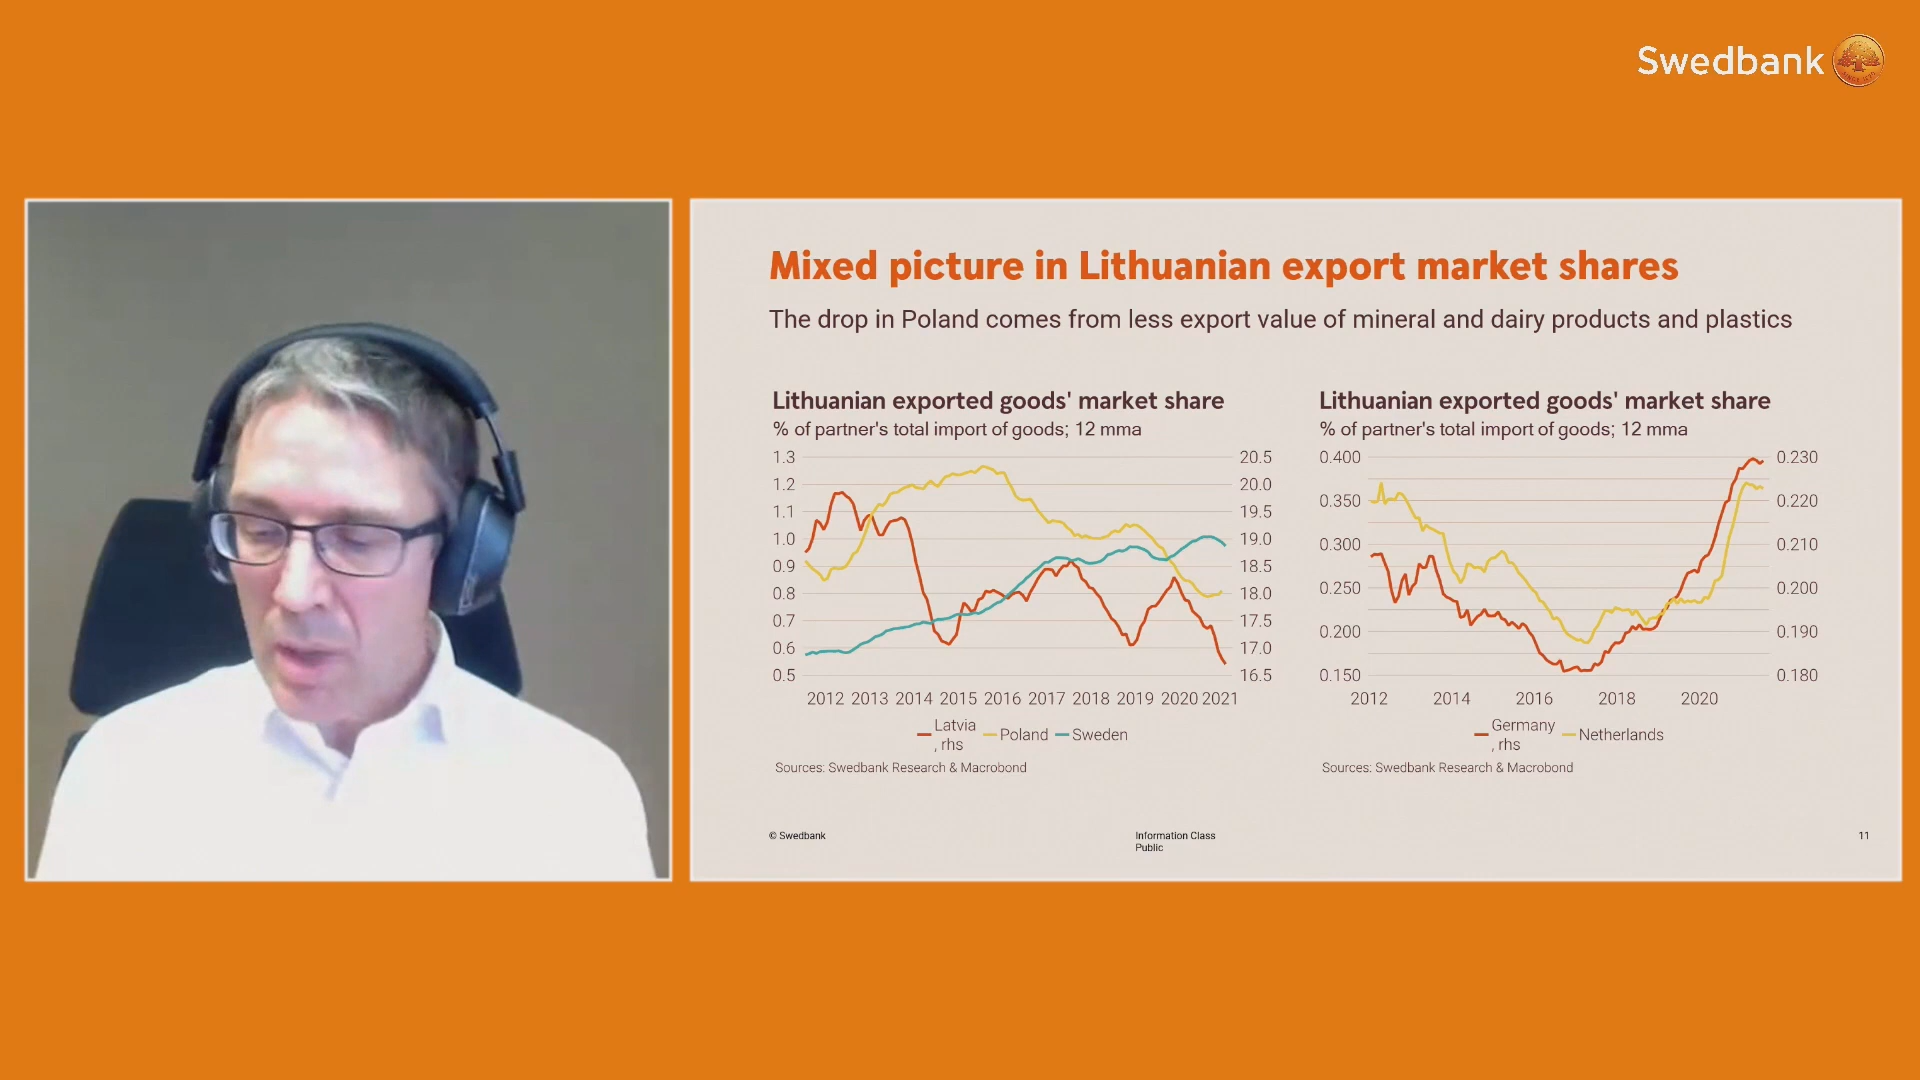 Swedbank
Mixed picture in Lithuanian export market shares
The drop in Poland comes from less export value of mineral and dairy products and plastics
Lithuanian exported goods' market share
% of partner's total import of goods; 12 mma
1.3
1.2
1.1
1.0
0.9
0.8
0.7
0.6
0.5
20.5
20.0
19.5
19.0
18.5
18.0
17.5
17.0
16.5
2012 2013 2014 2015 2016 2017 2018 2019 2020 2021
Latvia
, rhs
Poland
Sweden
Sources: Swedbank Research & Macrobond
Lithuanian exported goods' market share
% of partner's total import of goods; 12 mma
0.400
0.350
0.300
0.250
0.200
0.150
0.230
0.220
0.210
0.200
0.190
0.180
2012 2014 2016 2018 2020
Germany
, rhs
Netherlands
Sources: Swedbank Research & Macrobond
© Swedbank
Information Class
Public
11